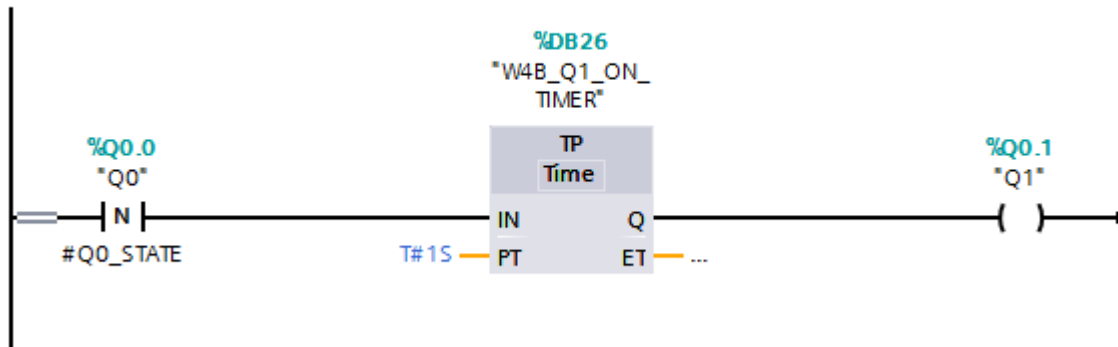 %DB26
"W4B_Q1_ON_
TIMER"
TP
Time
%Q0.0
"Q0"
N
#Q0_STATE
IN
Q
T#1S
PT
ET
...
%Q0.1
"Q1"
( )